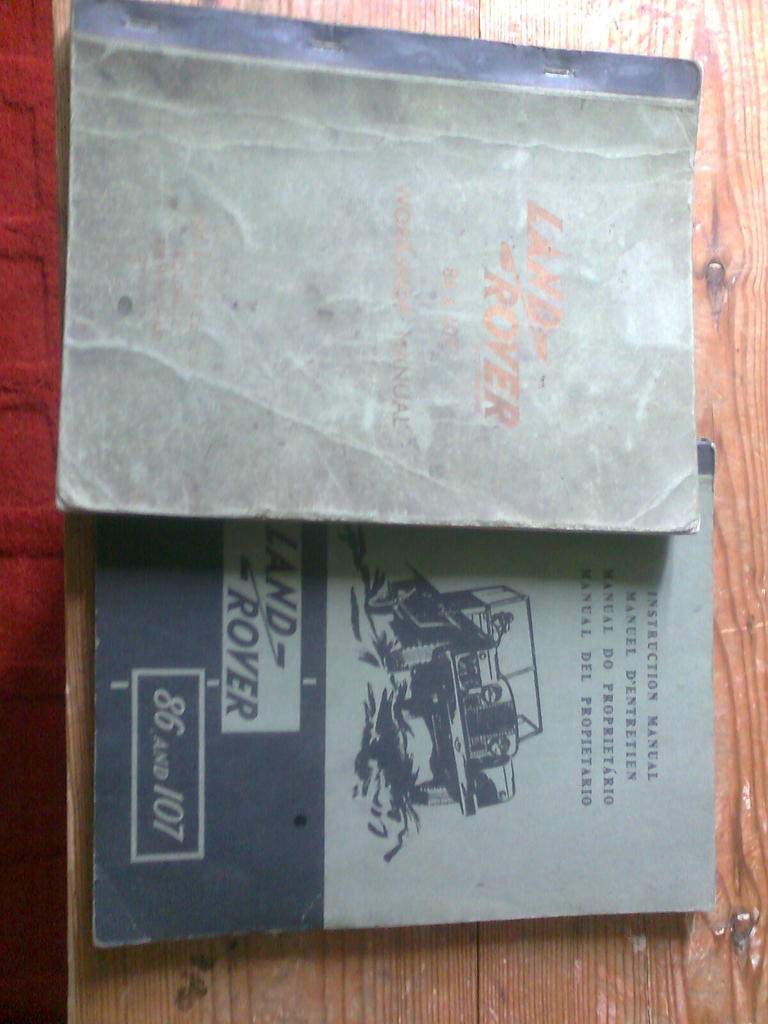 LAND
ROVER
WORKSHOP MANUAL
INSTRUCTION MANUAL
MANUEL D'ENTRETIEN
MANUAL DO PROPRIETÁRIO
MANUAL DEL PROPIETARIO
LAND
ROVER
86 AND 107